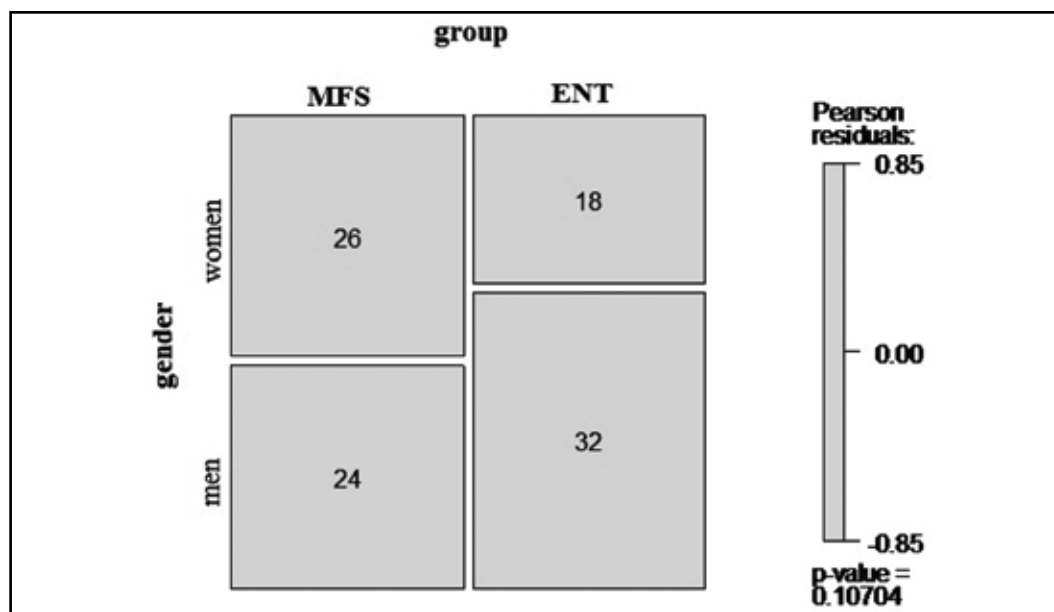 group
MFS ENT
women
men
gender
26
18
24
32
Pearson
residuals:
0.85
0.00
-0.85
p-value =
0.10704